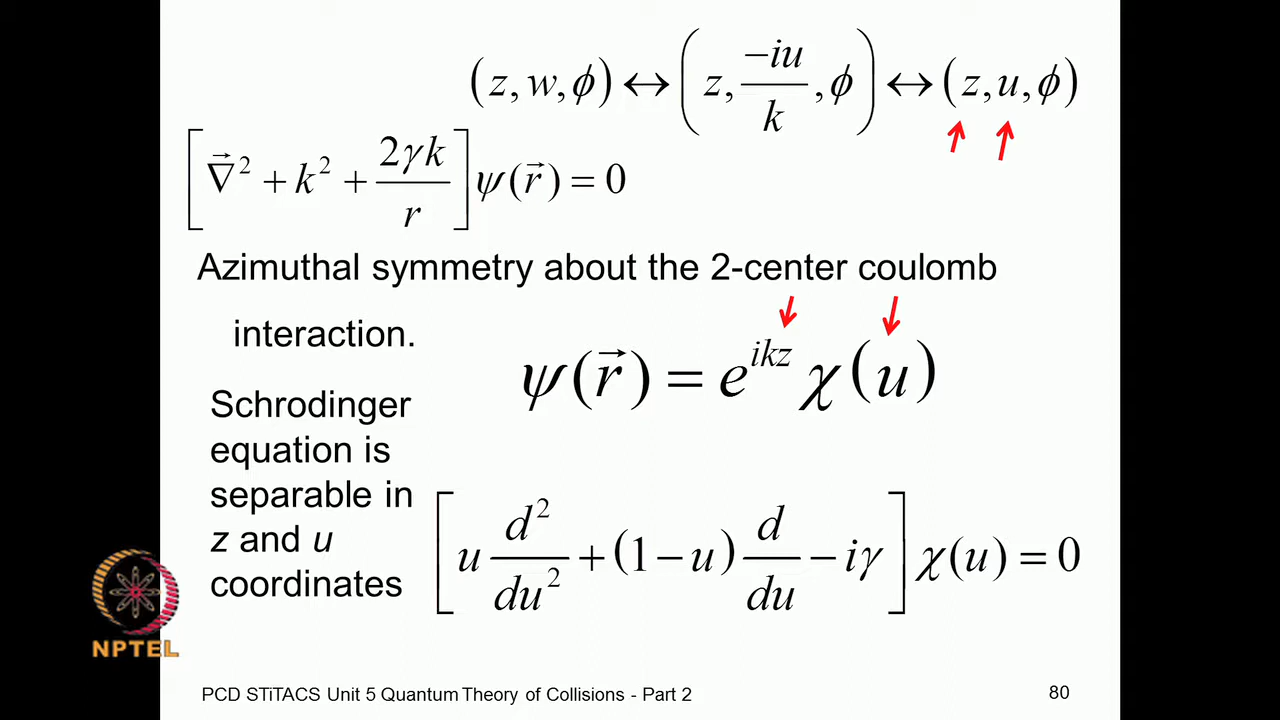 (z, w, ϕ) ↔ (z, −iu/k, ϕ) ↔ (z, u, ϕ)
[∇⃗² + k² + 2γk/r] ψ(r⃗) = 0
Azimuthal symmetry about the 2-center coulomb
interaction.
ψ(r⃗) = e^{ikz} χ(u)
Schrodinger
equation is
separable in
z and u
coordinates
[u d²/du² + (1−u) d/du − iγ] χ(u) = 0
NPTEL
PCD STiTACS Unit 5 Quantum Theory of Collisions - Part 2
80